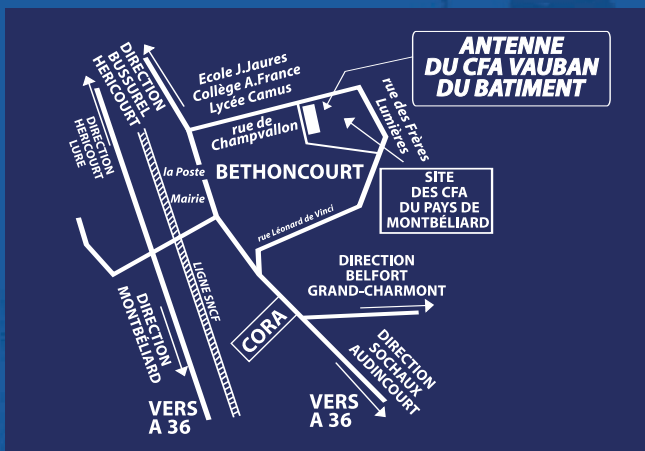 ANTENNE
DU CFA VAUBAN
DU BATIMENT
DIRECTION
BUSSUREL
HERICOURT
Ecole J.Jaures
Collège A.France
Lycée Camus
rue de
Champvallon
rue des Frères
Lumières
DIRECTION
HERICOURT
LURE
la Poste
BETHONCOURT
Mairie
SITE
DES CFA
DU PAYS DE
MONTBÉLIARD
rue Léonard de Vinci
LIGNE SNCF
DIRECTION
BELFORT
GRAND-CHARMONT
DIRECTION
MONTBÉLIARD
CORA
DIRECTION
SOCHAUX
AUDINCOURT
VERS
A 36
VERS
A 36